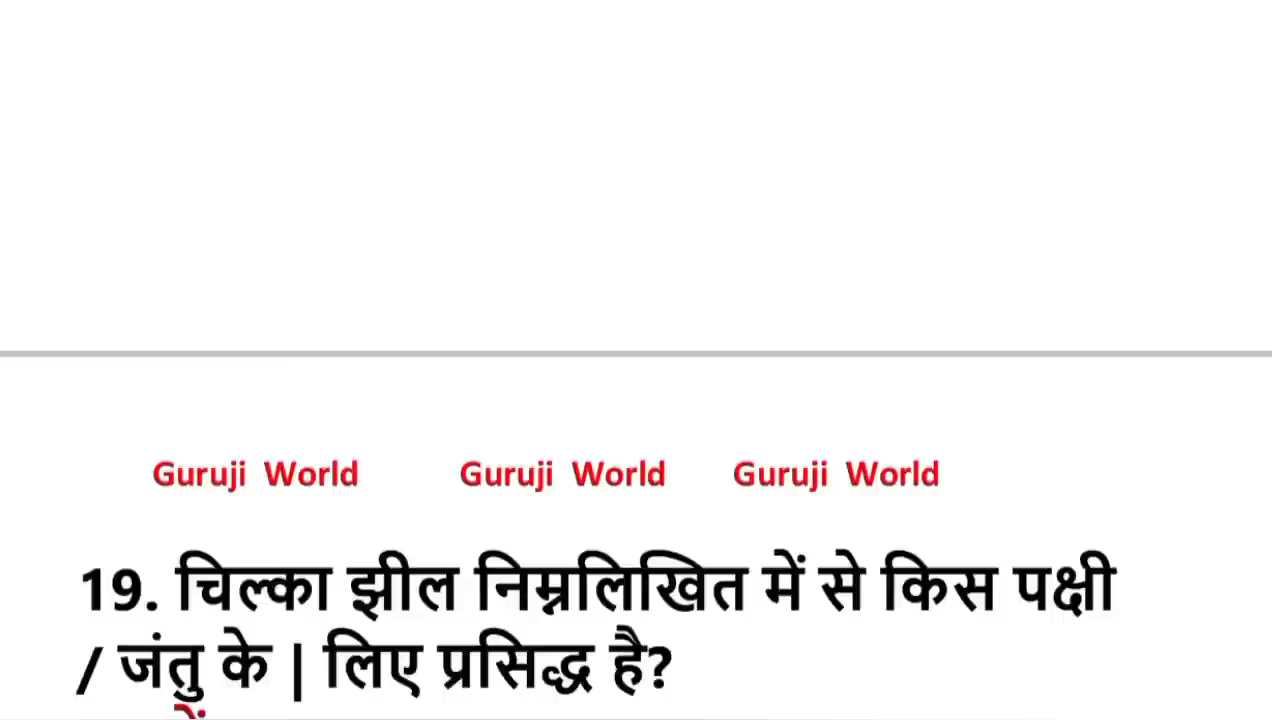 Guruji World Guruji World Guruji World
19. चिल्का झील निम्नलिखित में से किस पक्षी
/ जंतु के | लिए प्रसिद्ध है?